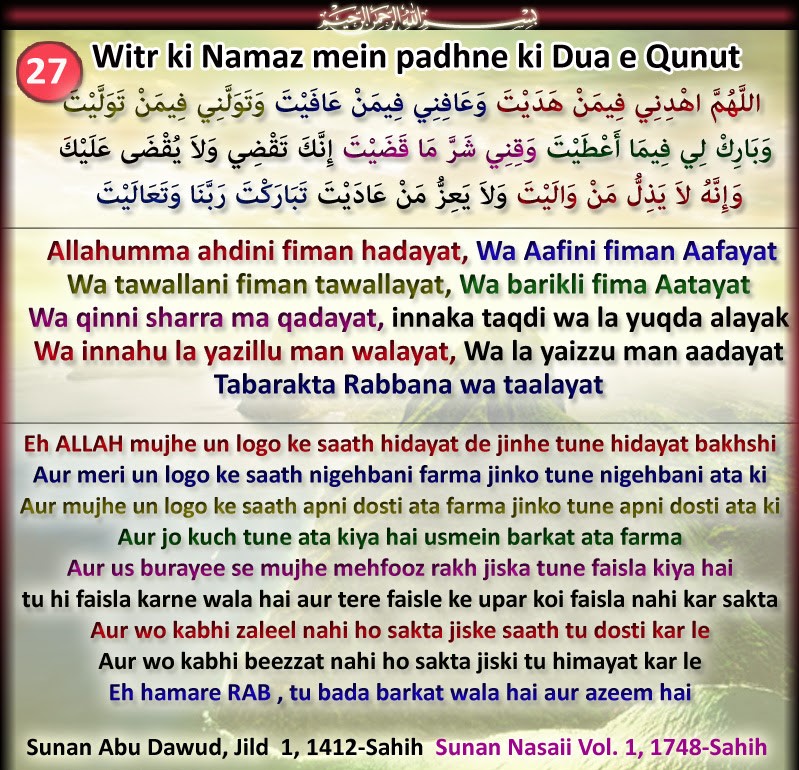 بسم الله الرحمن الرحيم
27
Witr ki Namaz mein padhne ki Dua e Qunut
اللَّهُمَّ اهْدِنِي فِيمَنْ هَدَيْتَ وَعَافِنِي فِيمَنْ عَافَيْتَ وَتَوَلَّنِي فِيمَنْ تَوَلَّيْتَ
وَبَارِكْ لِي فِيمَا أَعْطَيْتَ وَقِنِي شَرَّ مَا قَضَيْتَ إِنَّكَ تَقْضِي وَلاَ يُقْضَى عَلَيْكَ
وَإِنَّهُ لاَ يَذِلُّ مَنْ وَالَيْتَ وَلاَ يَعِزُّ مَنْ عَادَيْتَ تَبَارَكْتَ رَبَّنَا وَتَعَالَيْتَ
Allahumma ahdini fiman hadayat, Wa Aafini fiman Aafayat
Wa tawallani fiman tawallayat, Wa barikli fima Aatayat
Wa qinni sharra ma qadayat, innaka taqdi wa la yuqda alayak
Wa innahu la yazillu man walayat, Wa la yaizzu man aadayat
Tabarakta Rabbana wa taalayat
Eh ALLAH mujhe un logo ke saath hidayat de jinhe tune hidayat bakhshi
Aur meri un logo ke saath nigehbani farma jinko tune nigehbani ata ki
Aur mujhe un logo ke saath apni dosti ata farma jinko tune apni dosti ata ki
Aur jo kuch tune ata kiya hai usmein barkat ata farma
Aur us burayee se mujhe mehfooz rakh jiska tune faisla kiya hai
tu hi faisla karne wala hai aur tere faisle ke upar koi faisla nahi kar sakta
Aur wo kabhi zaleel nahi ho sakta jiske saath tu dosti kar le
Aur wo kabhi beezzat nahi ho sakta jiski tu himayat kar le
Eh hamare RAB , tu bada barkat wala hai aur azeem hai
Sunan Abu Dawud, Jild 1, 1412-Sahih Sunan Nasaii Vol. 1, 1748-Sahih